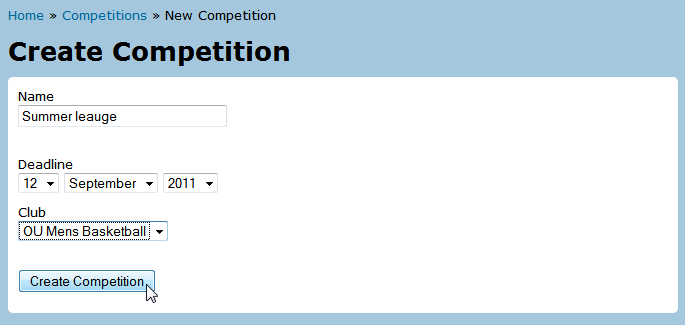 Home » Competitions » New Competition
Create Competition
Name
Summer leauge
Deadline
12 September 2011
Club
OU Mens Basketball
Create Competition